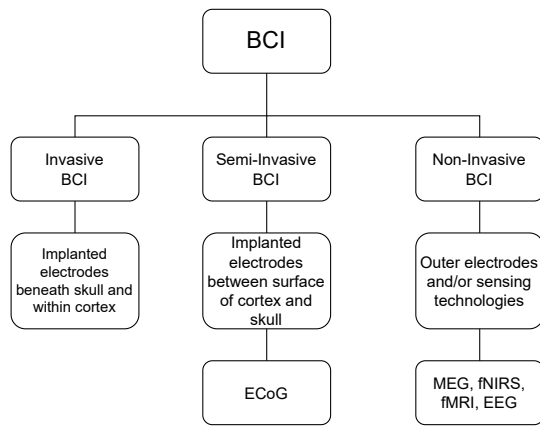 BCI
Invasive
BCI
Semi-Invasive
BCI
Non-Invasive
BCI
Implanted
electrodes
beneath skull and
within cortex
Implanted
electrodes
between surface
of cortex and
skull
Outer electrodes
and/or sensing
technologies
ECoG
MEG, fNIRS,
fMRI, EEG